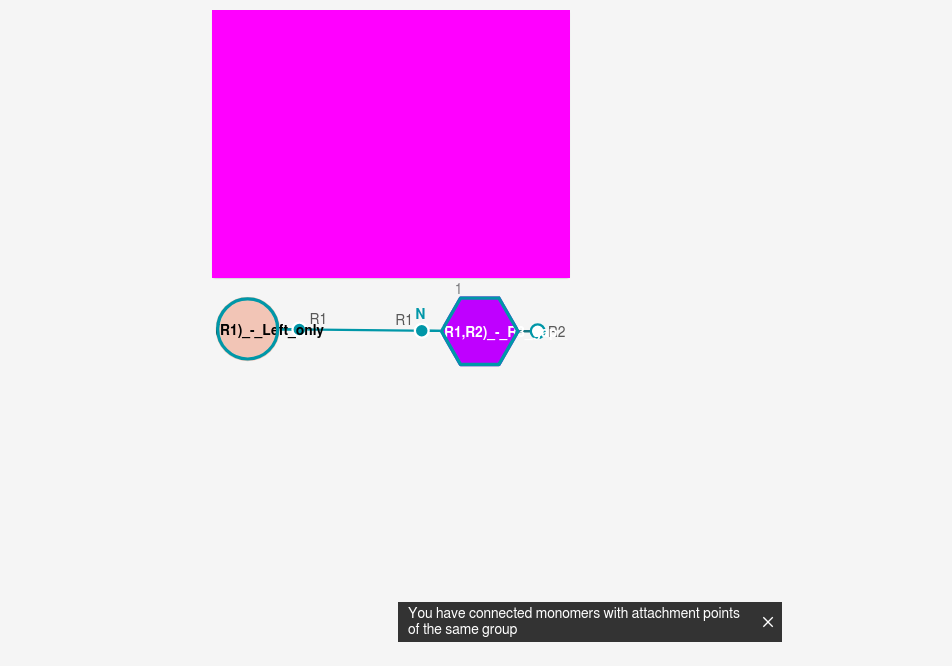 1
R1)_-_Left_only
R1
R1
N
R1,R2)_-_R
R2
You have connected monomers with attachment points
of the same group